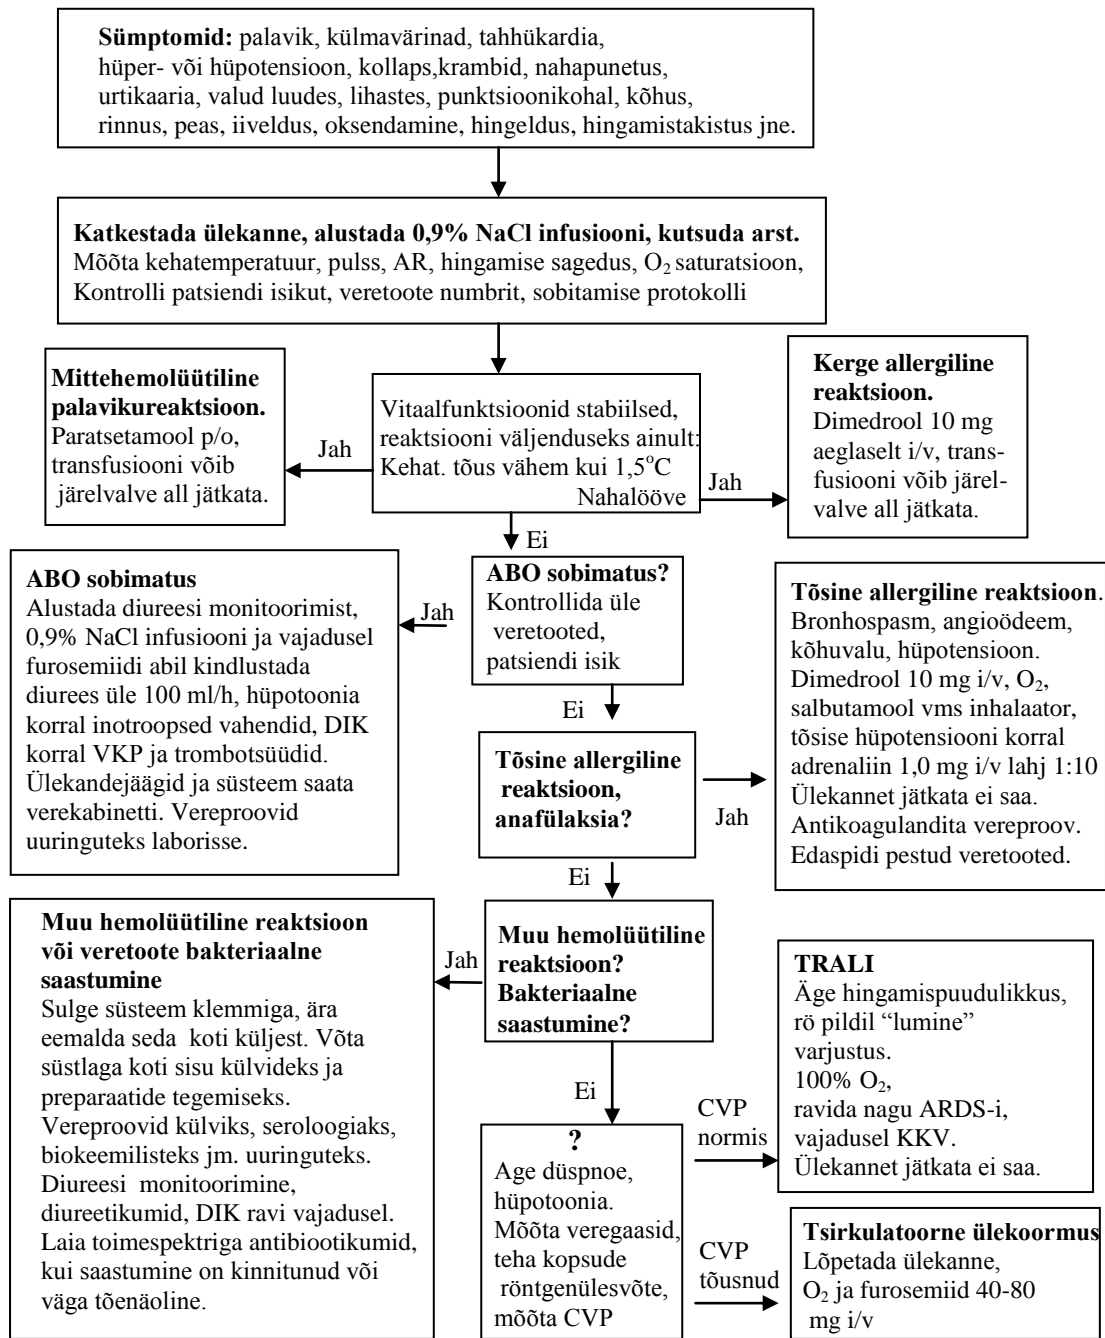 Sümptomid: palavik, külmavärinad, tahhükardia,
hüper- või hüpotensioon, kollaps,krambid, nahapunetus,
urtikaaria, valud luudes, lihastes, punktsioonikohal, kõhus,
rinnus, peas, iiveldus, oksendamine, hingeldus, hingamistakistus jne.
Katkestada ülekanne, alustada 0,9% NaCl infusiooni, kutsuda arst.
Mõõta kehatemperatuur, pulss, AR, hingamise sagedus, O2 saturatsioon,
Kontrolli patsiendi isikut, veretoote numbrit, sobitamise protokolli
Mittehemolüütiline
palavikureaktsioon.
Paratsetamool p/o,
transfusiooni võib
järelvalve all jätkata.
Jah
Vitaalfunktsioonid stabiilsed,
reaktsiooni väljenduseks ainult:
Kehat. tõus vähem kui 1,5oC
Nahalööve
Jah
Kerge allergiline
reaktsioon.
Dimedrool 10 mg
aeglaselt i/v, trans-
fusiooni võib järel-
valve all jätkata.
Ei
ABO sobimatus?
Kontrollida üle
veretooted,
patsiendi isik
Jah
ABO sobimatus
Alustada diureesi monitoorimist,
0,9% NaCl infusiooni ja vajadusel
furosemiidi abil kindlustada
diurees üle 100 ml/h, hüpotoonia
korral inotroopsed vahendid, DIK
korral VKP ja trombotsüüdid.
Ülekandejäägid ja süsteem saata
verekabinetti. Vereproovid
uuringuteks laborisse.
Ei
Tõsine allergiline
reaktsioon,
anafülaksia?
Jah
Tõsine allergiline reaktsioon.
Bronhospasm, angioödeem,
kõhuvalu, hüpotensioon.
Dimedrool 10 mg i/v, O2,
salbutamool vms inhalaator,
tõsise hüpotensiooni korral
adrenaliin 1,0 mg i/v lahj 1:10
Ülekannet jätkata ei saa.
Antikoagulandita vereproov.
Edaspidi pestud veretooted.
Ei
Muu hemolüütiline
reaktsioon?
Bakteriaalne
saastumine?
Jah
Muu hemolüütiline reaktsioon
või veretoote bakteriaalne
saastumine
Sulge süsteem klemmiga, ära
eemalda seda koti küljest. Võta
süstlaga koti sisu külvideks ja
preparaatide tegemiseks.
Vereproovid külviks, seroloogiaks,
biokeemilisteks jm. uuringuteks.
Diureesi monitoorimine,
diureetikumid, DIK ravi vajadusel.
Laia toimespektriga antibiootikumid,
kui saastumine on kinnitunud või
väga tõenäoline.
Ei
?
Age düspnoe,
hüpotoonia.
Mõõta veregaasid,
teha kopsude
röntgenülesvõte,
mõõta CVP
CVP
normis
TRALI
Äge hingamispuudulikkus,
rö pildil “lumine”
varjustus.
100% O2,
ravida nagu ARDS-i,
vajadusel KKV.
Ülekannet jätkata ei saa.
CVP
tõusnud
Tsirkulatoorne ülekoormus
Lõpetada ülekanne,
O2 ja furosemiid 40-80
mg i/v